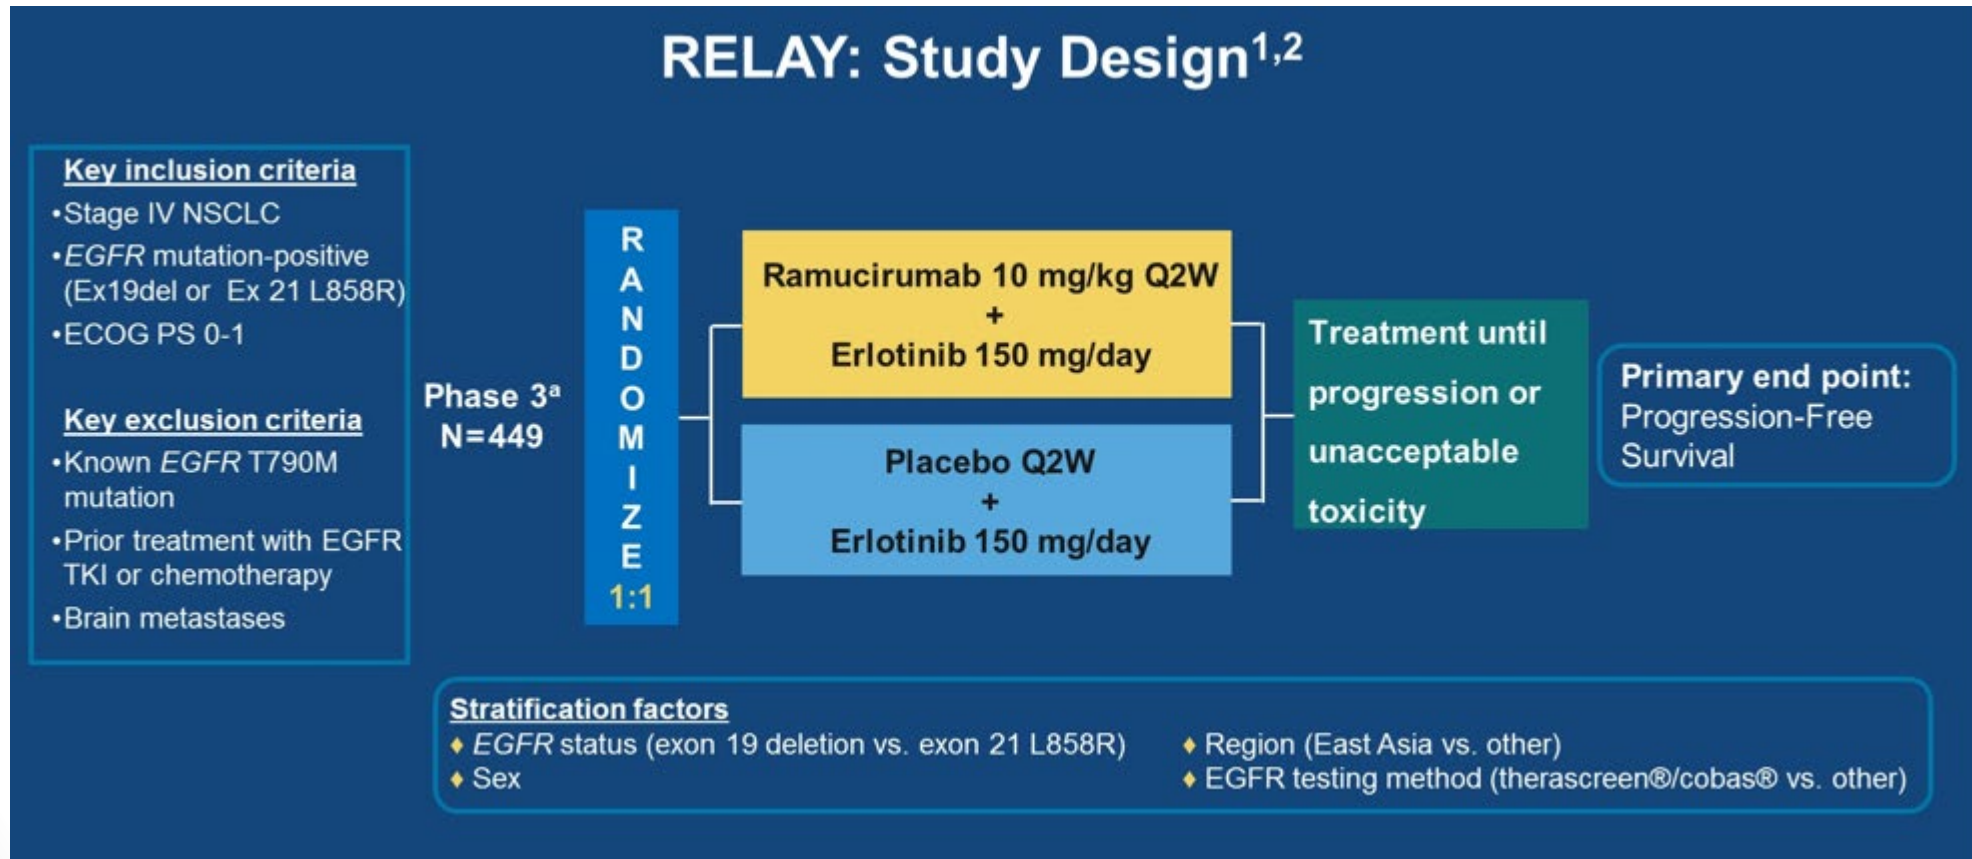 RELAY: Study Design1,2
Key inclusion criteria
•Stage IV NSCLC
•EGFR mutation-positive
(Ex19del or Ex 21 L858R)
•ECOG PS 0-1
Key exclusion criteria
•Known EGFR T790M
mutation
•Prior treatment with EGFR
TKI or chemotherapy
•Brain metastases
Phase 3a
N=449
R
A
N
D
O
M
I
Z
E
1:1
Ramucirumab 10 mg/kg Q2W
+
Erlotinib 150 mg/day
Placebo Q2W
+
Erlotinib 150 mg/day
Treatment until
progression or
unacceptable
toxicity
Primary end point:
Progression-Free
Survival
Stratification factors
♦ EGFR status (exon 19 deletion vs. exon 21 L858R)
♦ Sex
♦ Region (East Asia vs. other)
♦ EGFR testing method (therascreen®/cobas® vs. other)